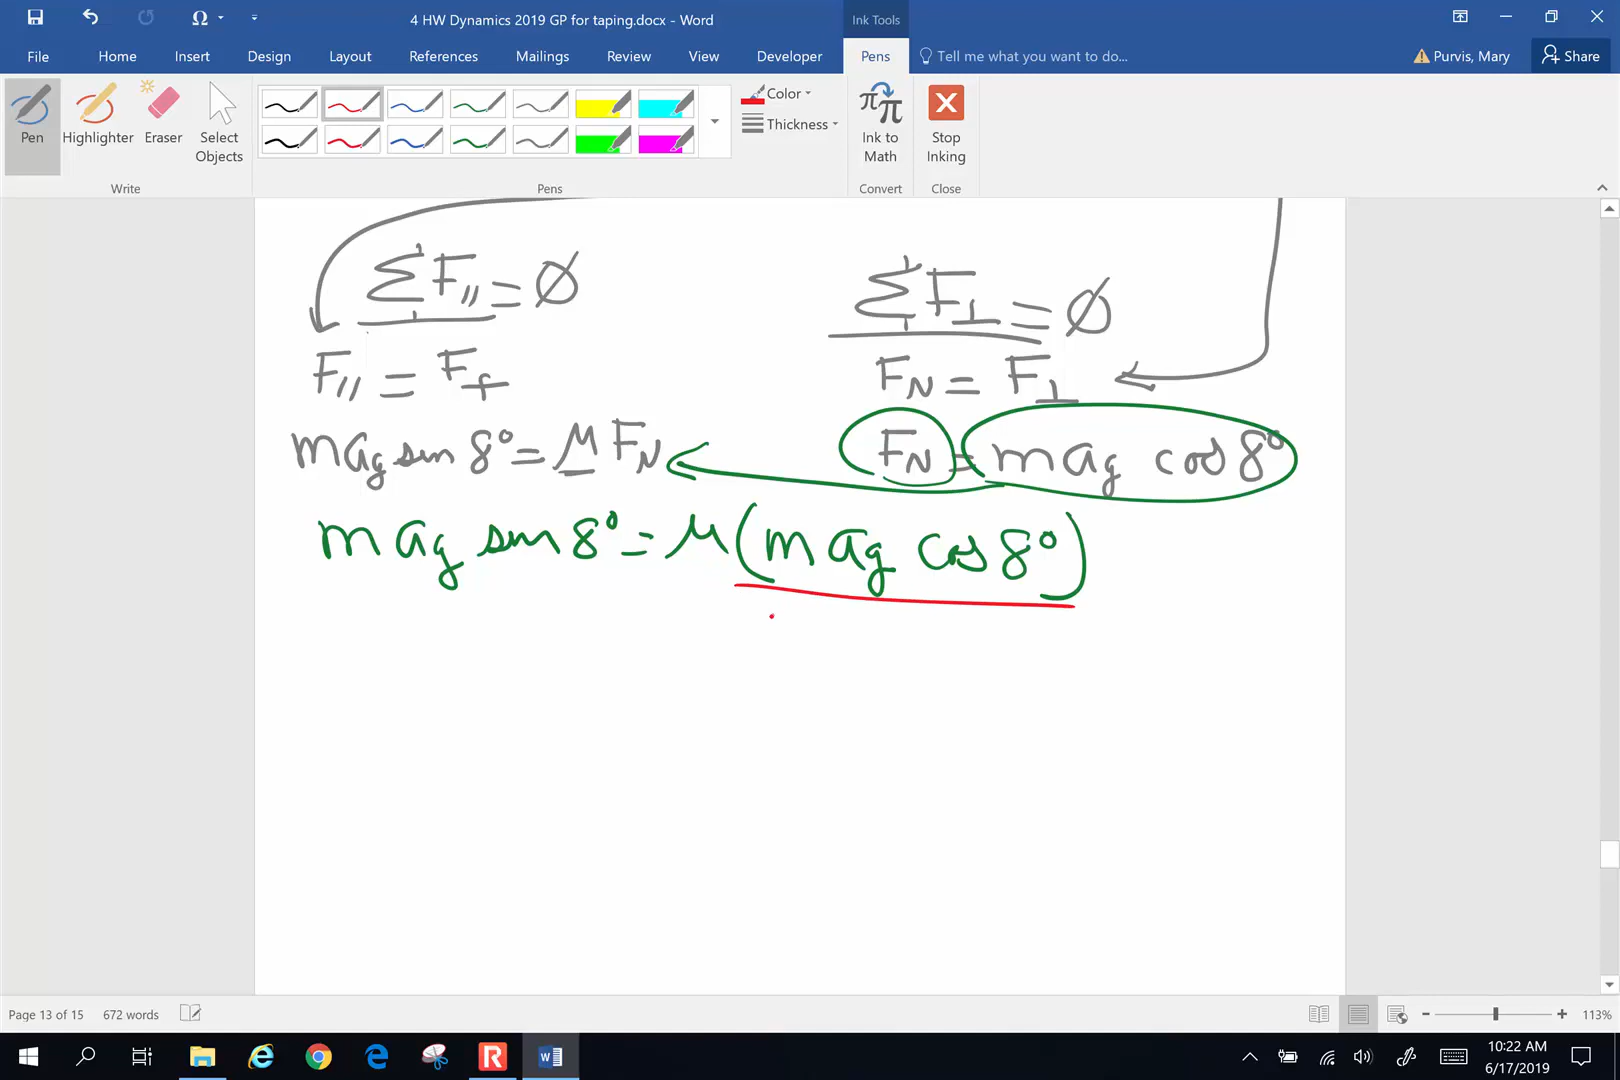 4 HW Dynamics 2019 GP for taping.docx - Word
Ink Tools
File Home Insert Design Layout References Mailings Review View Developer Pens Tell me what you want to do... Purvis, Mary Share
Pen Highlighter Eraser Select Objects
Color
Thickness
Ink to Math
Stop Inking
Write Pens Convert Close
ΣF// = ∅ ΣF⊥ = ∅
F// = Ff FN = F⊥
mag sin 8° = μ FN FN = mag cos 8°
mag sin 8° = μ(mag cos 8°)
Page 13 of 15 672 words 113%
10:22 AM
6/17/2019